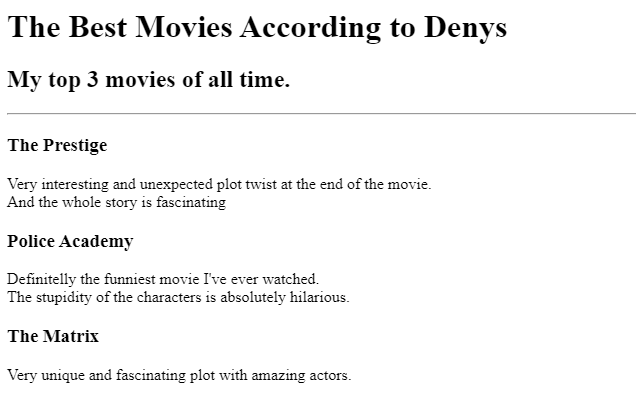 The Best Movies According to Denys
My top 3 movies of all time.
The Prestige
Very interesting and unexpected plot twist at the end of the movie.
And the whole story is fascinating
Police Academy
Definitelly the funniest movie I've ever watched.
The stupidity of the characters is absolutely hilarious.
The Matrix
Very unique and fascinating plot with amazing actors.